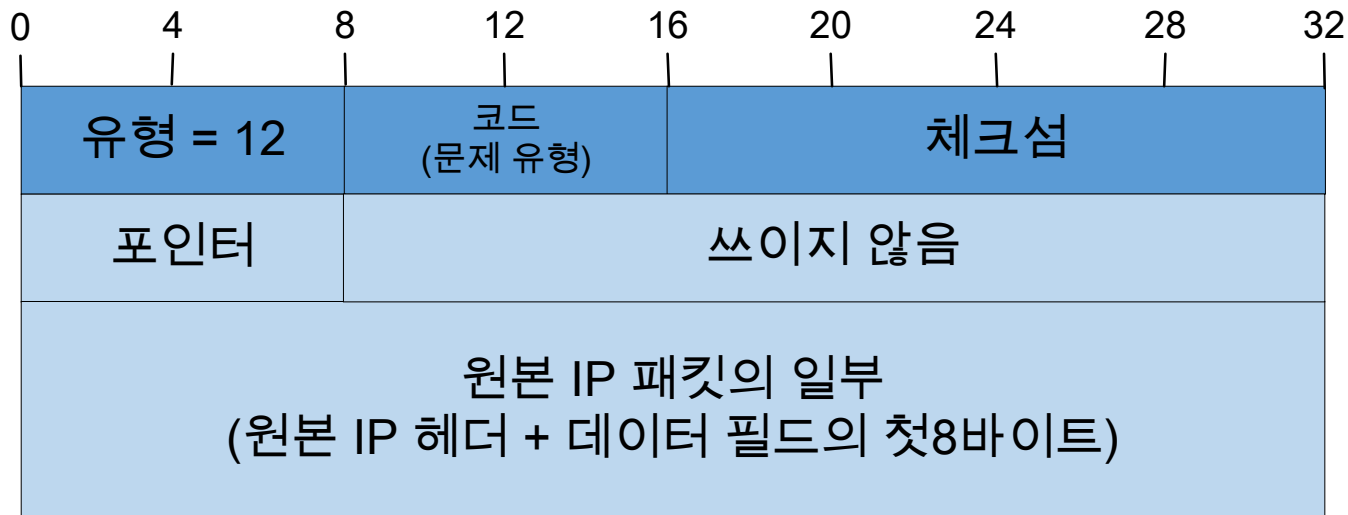 0 4 8 12 16 20 24 28 32
유형 = 12
코드
(문제 유형)
체크섬
포인터
쓰이지 않음
원본 IP 패킷의 일부
(원본 IP 헤더 + 데이터 필드의 첫8바이트)